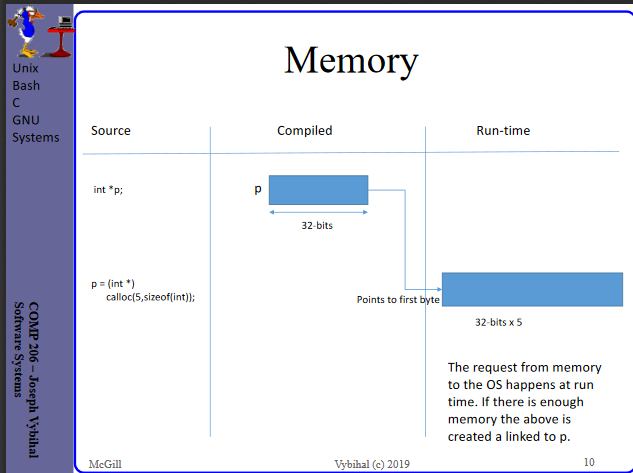 Memory
Unix
Bash
C
GNU
Systems
COMP 206 – Joseph Vybihal
Software Systems
Source
Compiled
Run-time
int *p;
p
32-bits
p = (int *)
calloc(5,sizeof(int));
Points to first byte
32-bits x 5
The request from memory
to the OS happens at run
time. If there is enough
memory the above is
created a linked to p.
McGill
Vybihal (c) 2019
10